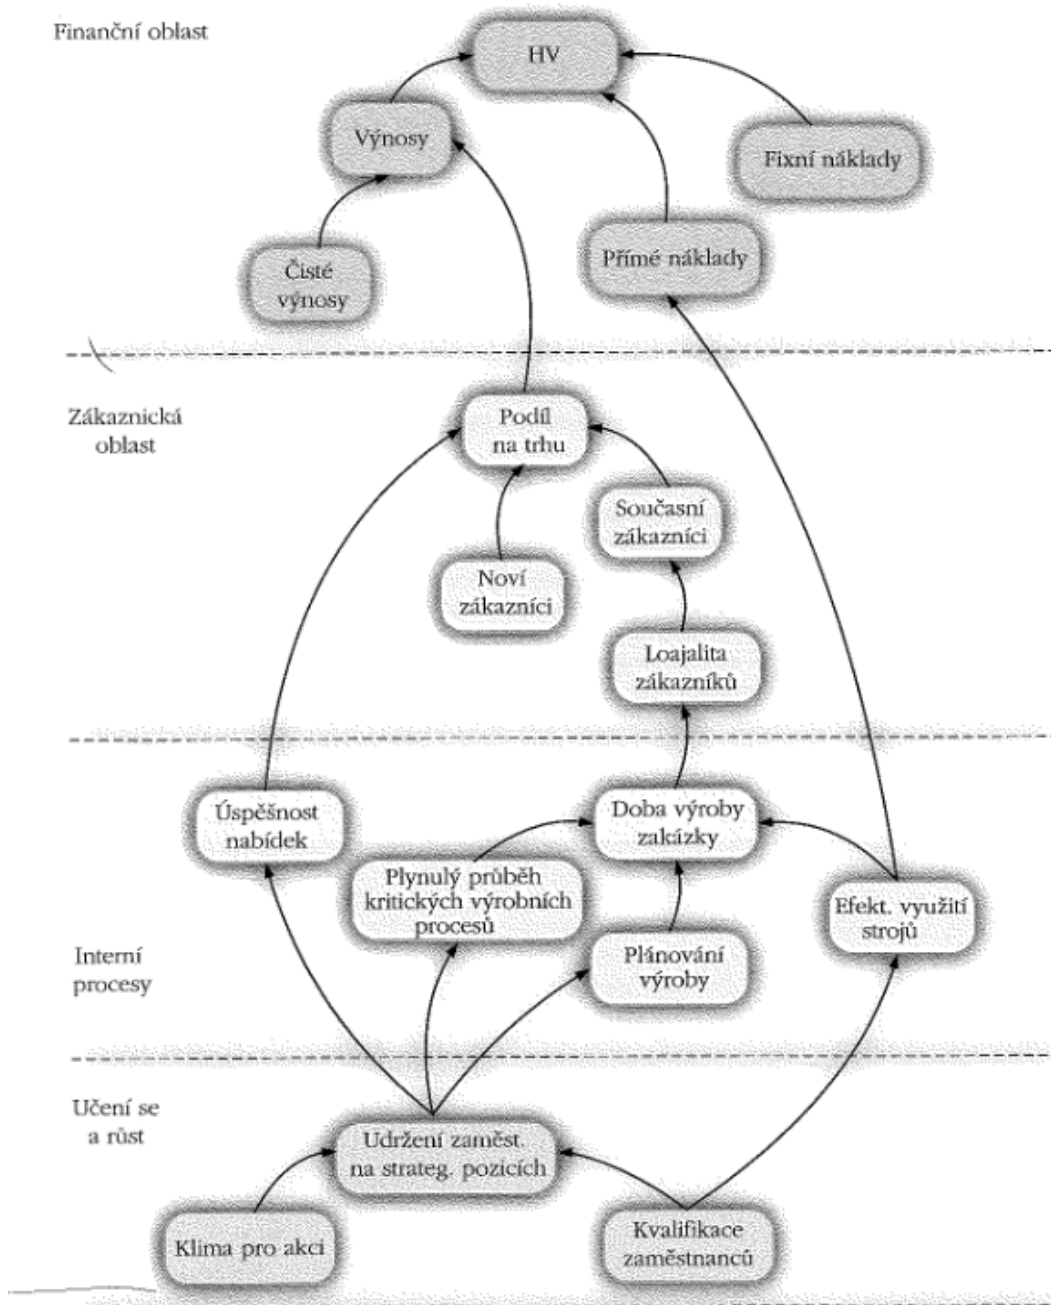 Finanční oblast
HV
Výnosy
Fixní náklady
Přímé náklady
Čisté
výnosy
Zákaznická
oblast
Podíl
na trhu
Současní
zákazníci
Noví
zákazníci
Loajalita
zákazníků
Úspěšnost
nabídek
Doba výroby
zakázky
Plynulý průběh
kritických výrobních
procesů
Efekt. využití
strojů
Plánování
výroby
Interní
procesy
Učení se
a růst
Udržení zaměst.
na strateg. pozicích
Klima pro akci
Kvalifikace
zaměstnanců